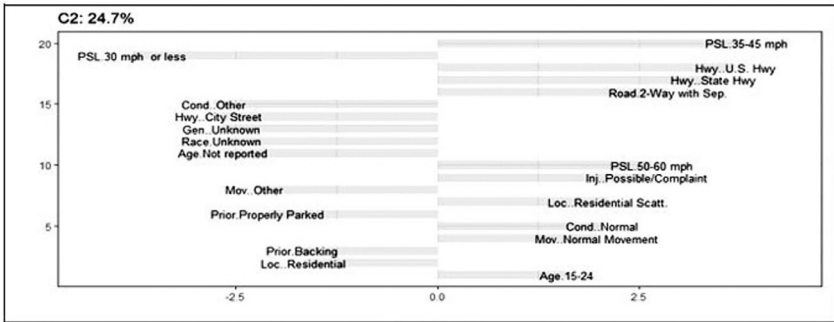 C2: 24.7%
20
PSL.35-45 mph
PSL.30 mph or less
Hwy..U.S. Hwy
Hwy..State Hwy
Road.2-Way with Sep.
15
Cond..Other
Hwy..City Street
Gen..Unknown
Race.Unknown
Age.Not reported
10
PSL.50-60 mph
Inj..Possible/Complaint
Mov..Other
Loc..Residential Scatt.
Prior.Properly Parked
5
Cond..Normal
Mov..Normal Movement
Prior.Backing
Loc..Residential
Age.15-24
-2.5 0.0 2.5